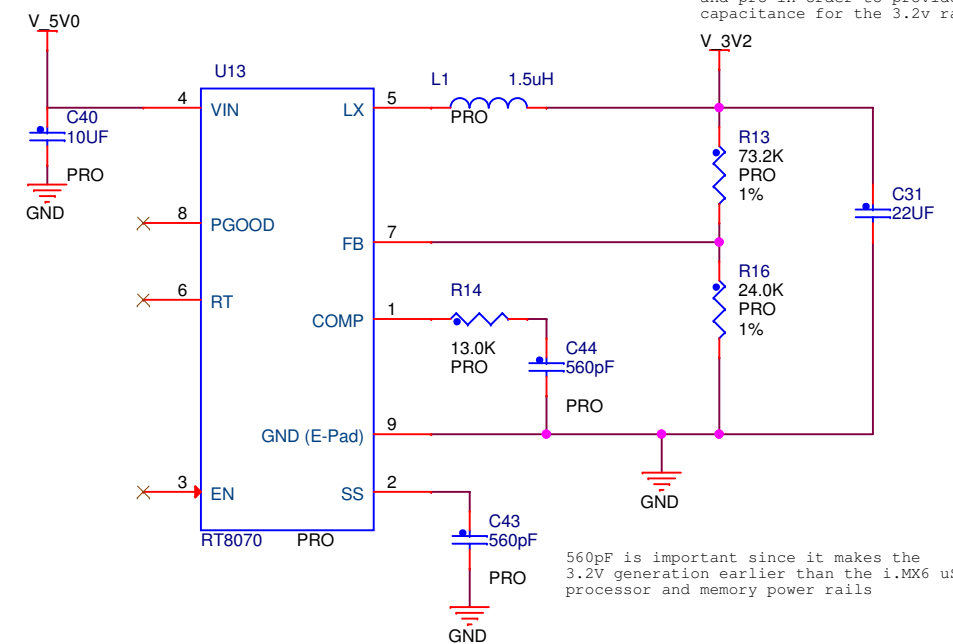 and pro in order to provid
capacitance for the 3.2v ra
V_5V0
V_3V2
U13
L1 1.5uH
PRO
4 VIN
LX 5
C40
10UF
PRO
GND
R13
73.2K
PRO
1%
C31
22UF
8 PGOOD
FB 7
6 RT
R16
24.0K
PRO
1%
COMP 1
R14
13.0K
PRO
C44
560pF
PRO
GND (E-Pad) 9
GND
3 EN
SS 2
RT8070 PRO
C43
560pF
PRO
GND
560pF is important since it makes the
3.2V generation earlier than the i.MX6 uS
processor and memory power rails